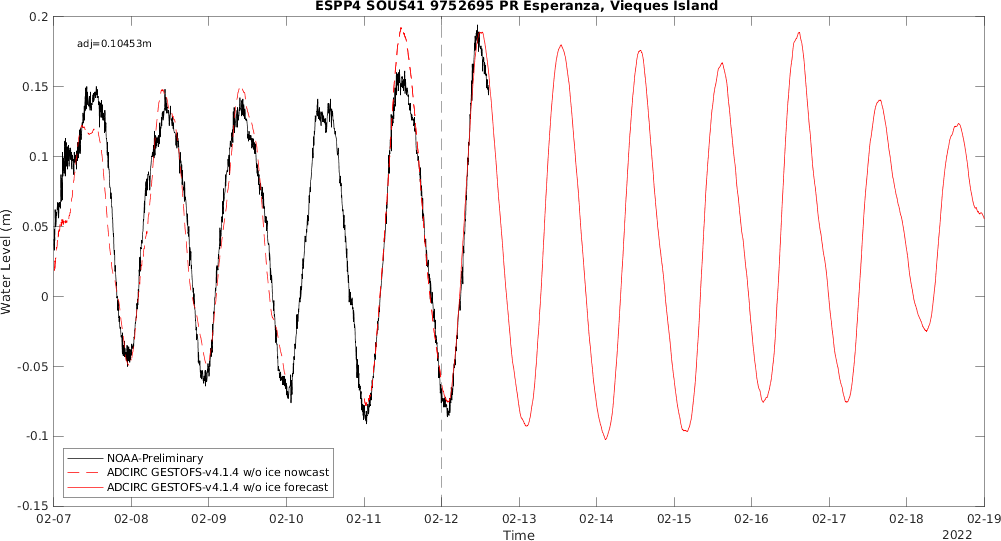 ESPP4 SOUS41 9752695 PR Esperanza, Vieques Island
0.2
adj=0.10453m
0.15
0.1
0.05
0
-0.05
-0.1
-0.15
Water Level (m)
NOAA-Preliminary
ADCIRC GESTOFS-v4.1.4 w/o ice nowcast
ADCIRC GESTOFS-v4.1.4 w/o ice forecast
02-07 02-08 02-09 02-10 02-11 02-12 02-13 02-14 02-15 02-16 02-17 02-18 02-19
Time
2022